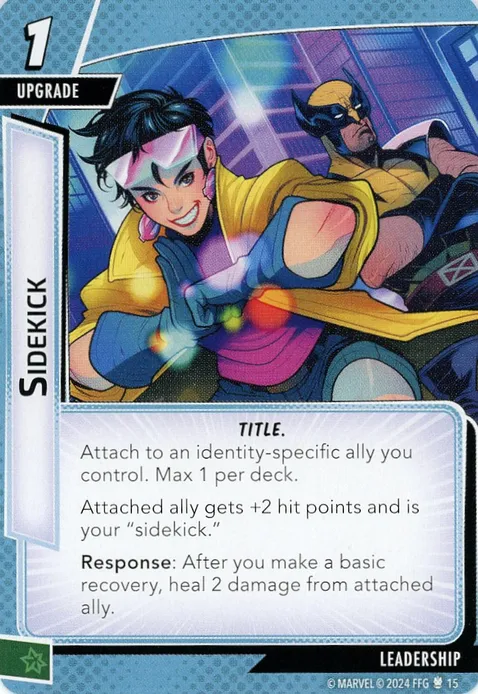 1
UPGRADE
SIDEKICK
TITLE.
Attach to an identity-specific ally you
control. Max 1 per deck.
Attached ally gets +2 hit points and is
your “sidekick.”
Response: After you make a basic
recovery, heal 2 damage from attached
ally.
LEADERSHIP
© MARVEL © 2024 FFG 15